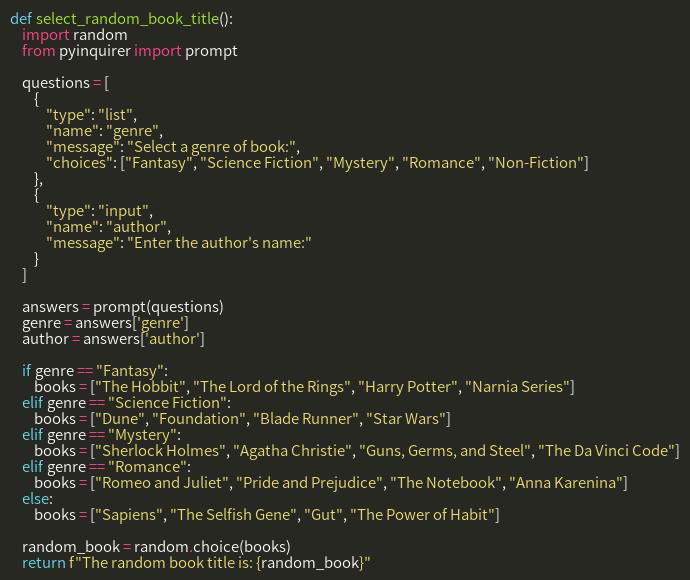 def select_random_book_title():
    import random
    from pyinquirer import prompt

    questions = [
        {
            "type": "list",
            "name": "genre",
            "message": "Select a genre of book:",
            "choices": ["Fantasy", "Science Fiction", "Mystery", "Romance", "Non-Fiction"]
        },
        {
            "type": "input",
            "name": "author",
            "message": "Enter the author's name:"
        }
    ]

    answers = prompt(questions)
    genre = answers['genre']
    author = answers['author']

    if genre == "Fantasy":
        books = ["The Hobbit", "The Lord of the Rings", "Harry Potter", "Narnia Series"]
    elif genre == "Science Fiction":
        books = ["Dune", "Foundation", "Blade Runner", "Star Wars"]
    elif genre == "Mystery":
        books = ["Sherlock Holmes", "Agatha Christie", "Guns, Germs, and Steel", "The Da Vinci Code"]
    elif genre == "Romance":
        books = ["Romeo and Juliet", "Pride and Prejudice", "The Notebook", "Anna Karenina"]
    else:
        books = ["Sapiens", "The Selfish Gene", "Gut", "The Power of Habit"]

    random_book = random.choice(books)
    return f"The random book title is: {random_book}"